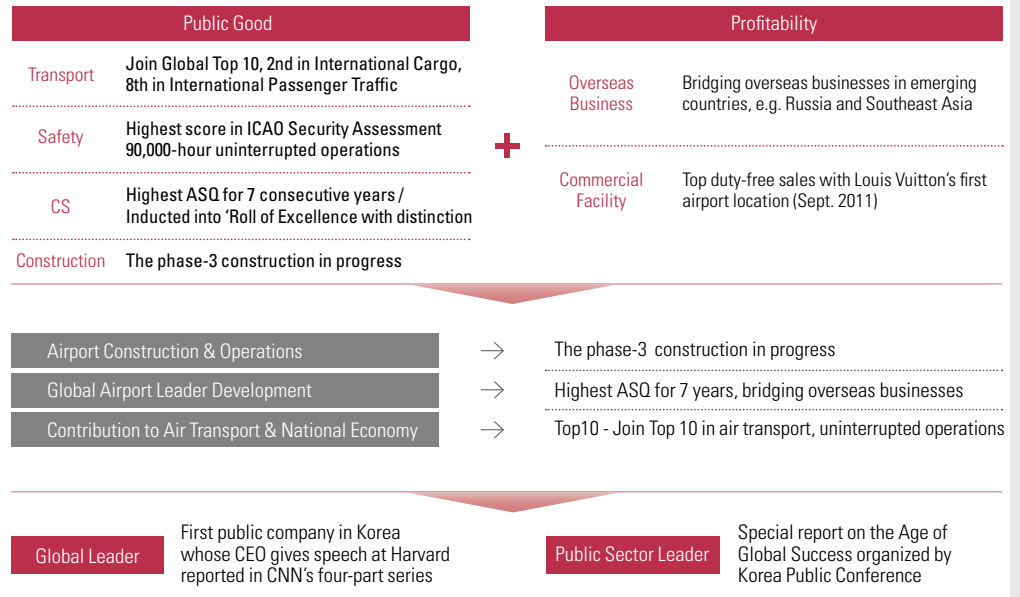 Public Good
Transport
Join Global Top 10, 2nd in International Cargo,
8th in International Passenger Traffic
Safety
Highest score in ICAO Security Assessment
90,000-hour uninterrupted operations
CS
Highest ASQ for 7 consecutive years /
Inducted into ‘Roll of Excellence with distinction
Construction
The phase-3 construction in progress
+
Profitability
Overseas
Business
Bridging overseas businesses in emerging
countries, e.g. Russia and Southeast Asia
Commercial
Facility
Top duty-free sales with Louis Vuitton’s first
airport location (Sept. 2011)
Airport Construction & Operations → The phase-3 construction in progress
Global Airport Leader Development → Highest ASQ for 7 years, bridging overseas businesses
Contribution to Air Transport & National Economy → Top10 - Join Top 10 in air transport, uninterrupted operations
Global Leader
First public company in Korea
whose CEO gives speech at Harvard
reported in CNN’s four-part series
Public Sector Leader
Special report on the Age of
Global Success organized by
Korea Public Conference